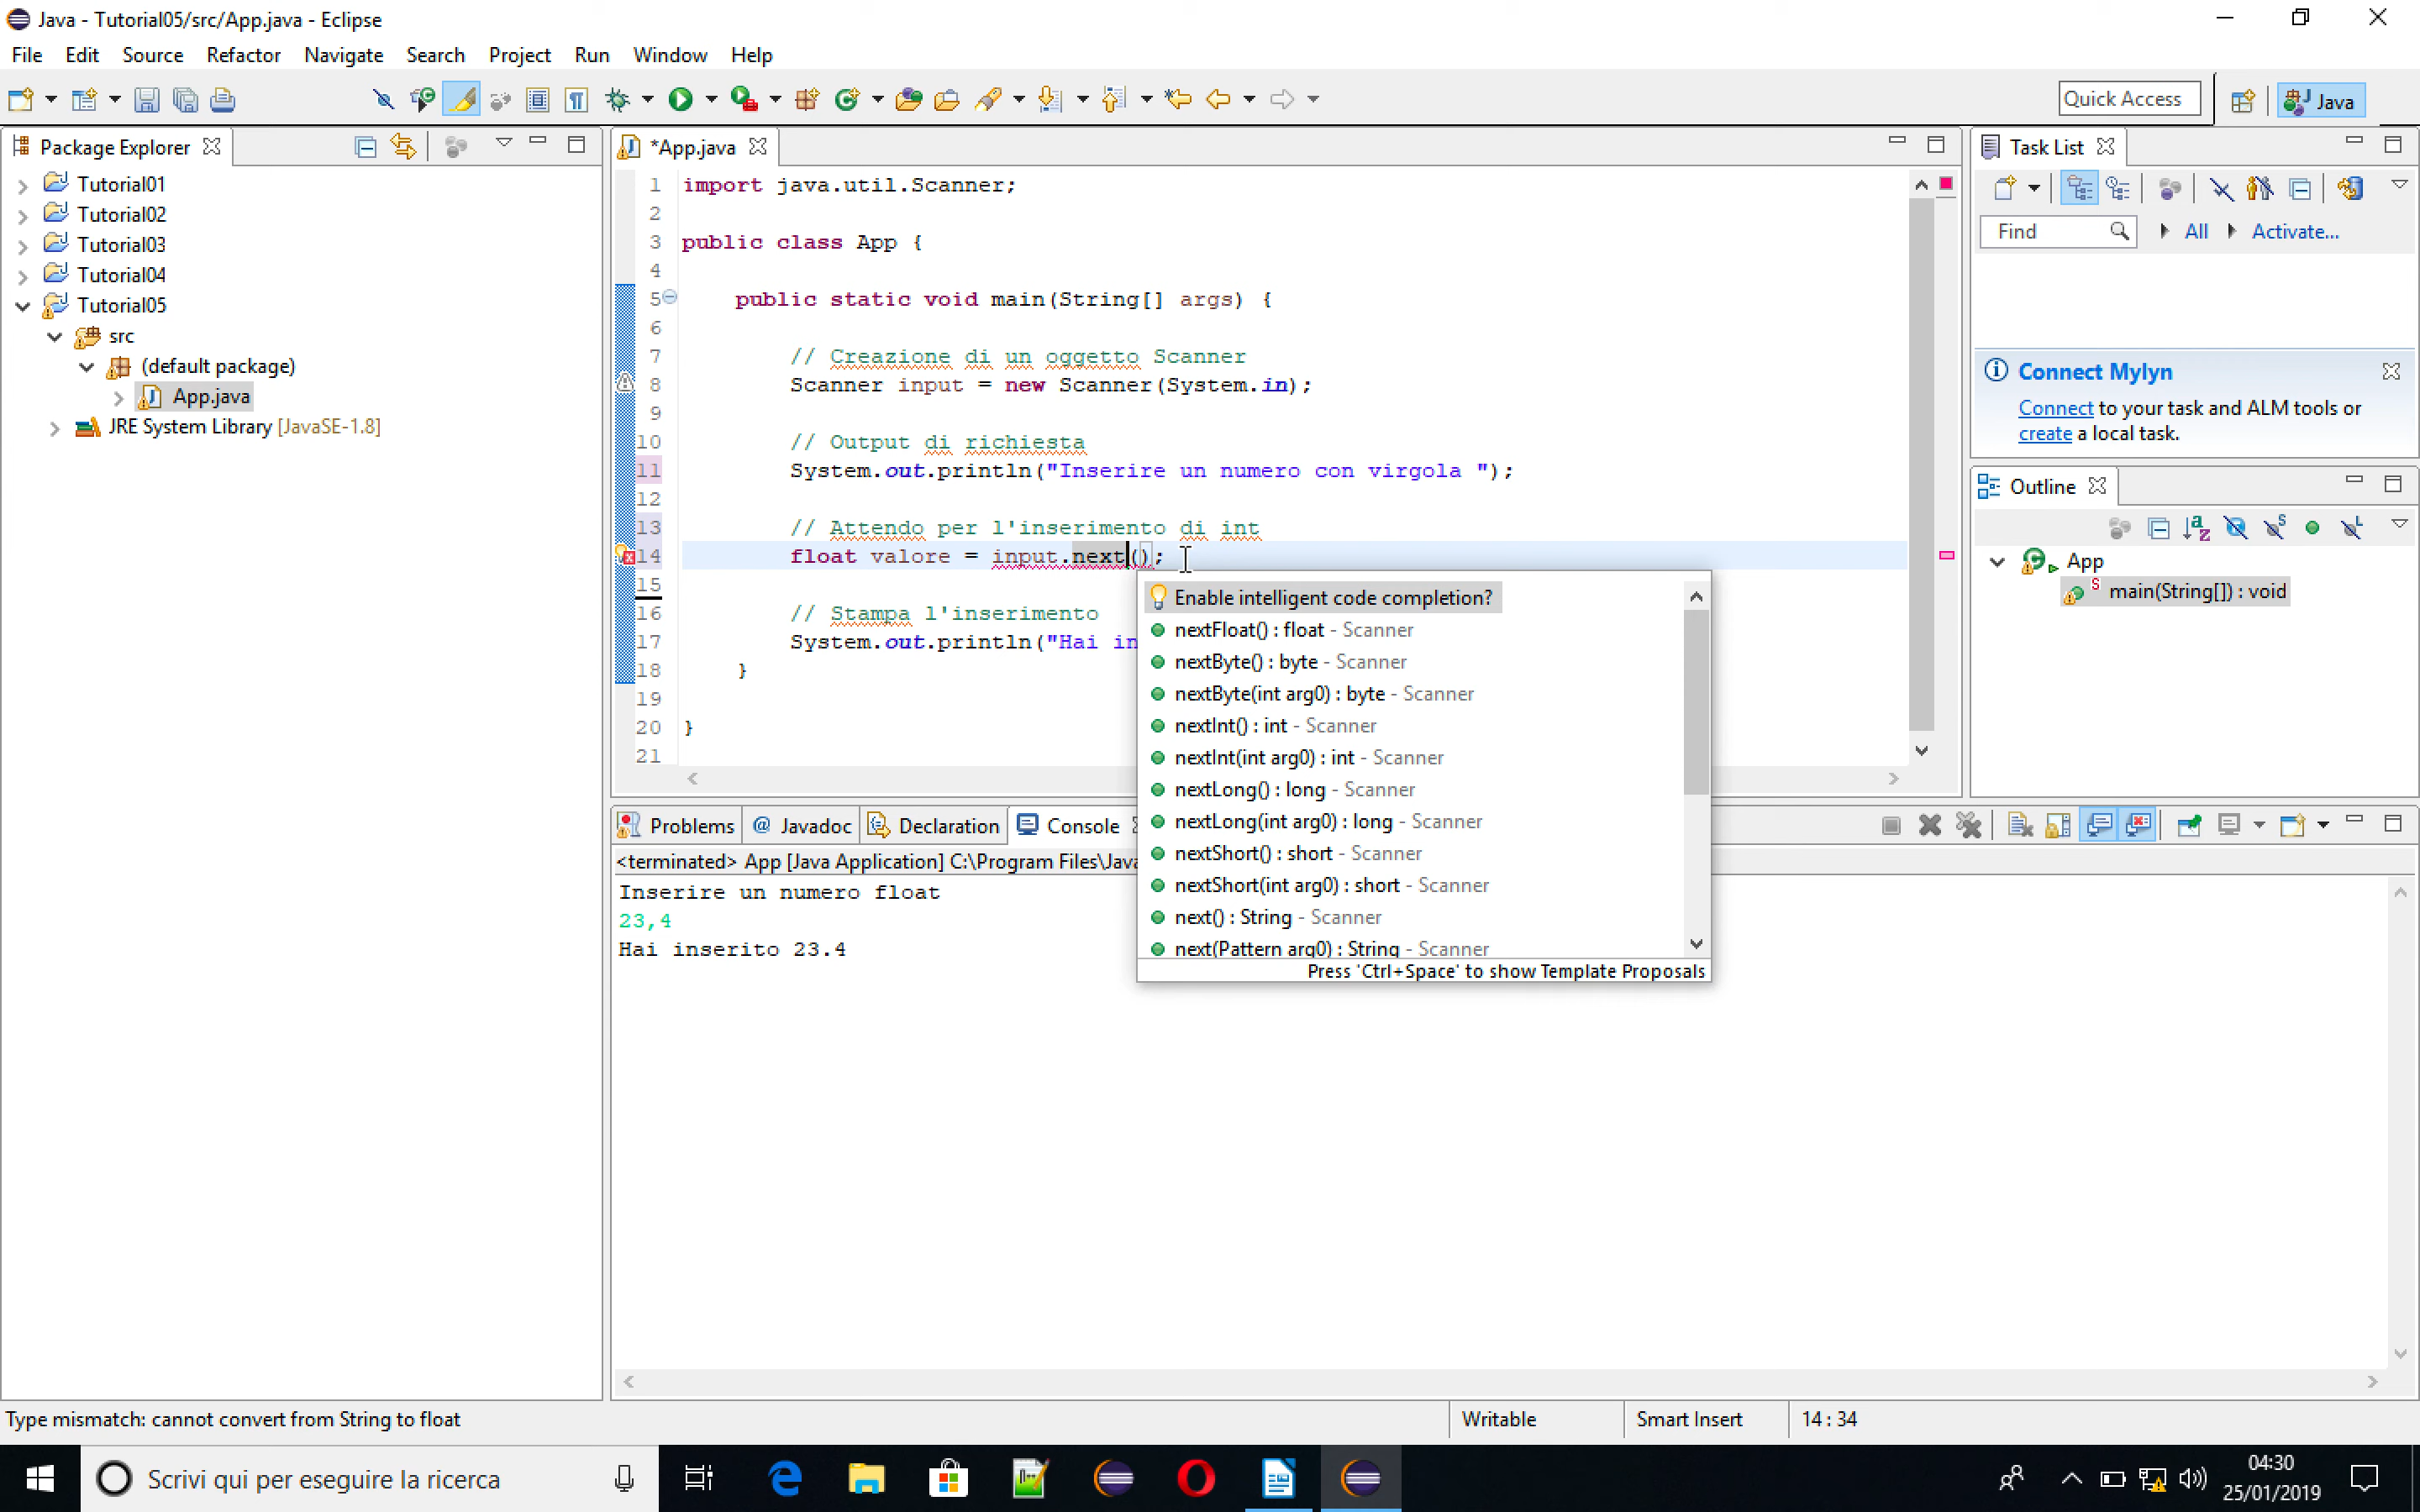 Java - Tutorial05/src/App.java - Eclipse
File Edit Source Refactor Navigate Search Project Run Window Help
Quick Access
Java
Package Explorer
Tutorial01
Tutorial02
Tutorial03
Tutorial04
Tutorial05
src
(default package)
App.java
JRE System Library [JavaSE-1.8]
*App.java
1 import java.util.Scanner;
2
3 public class App {
4
5 public static void main(String[] args) {
6
7 // Creazione di un oggetto Scanner
8 Scanner input = new Scanner(System.in);
9
10 // Output di richiesta
11 System.out.println("Inserire un numero con virgola ");
12
13 // Attendo per l'inserimento di int
14 float valore = input.next();
15
16 // Stampa l'inserimento
17 System.out.println("Hai in
18 }
19
20 }
21
Enable intelligent code completion?
nextFloat() : float - Scanner
nextByte() : byte - Scanner
nextByte(int arg0) : byte - Scanner
nextInt() : int - Scanner
nextInt(int arg0) : int - Scanner
nextLong() : long - Scanner
nextLong(int arg0) : long - Scanner
nextShort() : short - Scanner
nextShort(int arg0) : short - Scanner
next() : String - Scanner
next(Pattern arg0) : String - Scanner
Press 'Ctrl+Space' to show Template Proposals
Task List
Find All Activate...
Connect Mylyn
Connect to your task and ALM tools or
create a local task.
Outline
App
main(String[]) : void
Problems @ Javadoc Declaration Console
<terminated> App [Java Application] C:\Program Files\Java
Inserire un numero float
23,4
Hai inserito 23.4
Type mismatch: cannot convert from String to float
Writable Smart Insert 14 : 34
Scrivi qui per eseguire la ricerca
04:30
25/01/2019